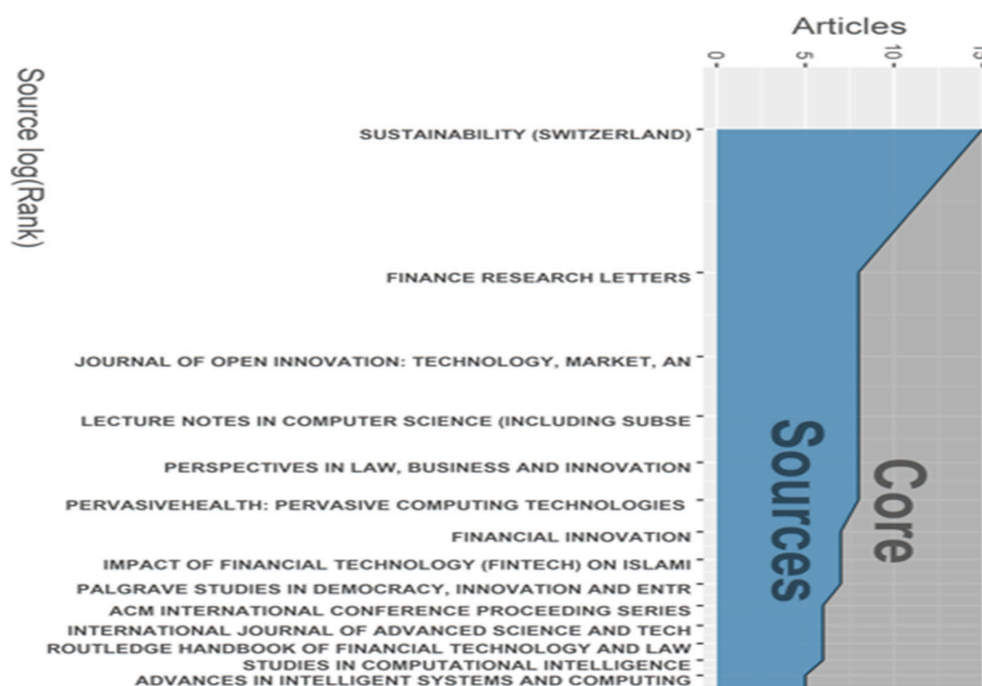 Articles
0
5
10
15
Source log(Rank)
SUSTAINABILITY (SWITZERLAND)
FINANCE RESEARCH LETTERS
JOURNAL OF OPEN INNOVATION: TECHNOLOGY, MARKET, AN
LECTURE NOTES IN COMPUTER SCIENCE (INCLUDING SUBSE
PERSPECTIVES IN LAW, BUSINESS AND INNOVATION
PERVASIVEHEALTH: PERVASIVE COMPUTING TECHNOLOGIES
FINANCIAL INNOVATION
IMPACT OF FINANCIAL TECHNOLOGY (FINTECH) ON ISLAMI
PALGRAVE STUDIES IN DEMOCRACY, INNOVATION AND ENTR
ACM INTERNATIONAL CONFERENCE PROCEEDING SERIES
INTERNATIONAL JOURNAL OF ADVANCED SCIENCE AND TECH
ROUTLEDGE HANDBOOK OF FINANCIAL TECHNOLOGY AND LAW
STUDIES IN COMPUTATIONAL INTELLIGENCE
ADVANCES IN INTELLIGENT SYSTEMS AND COMPUTING
Core
Sources